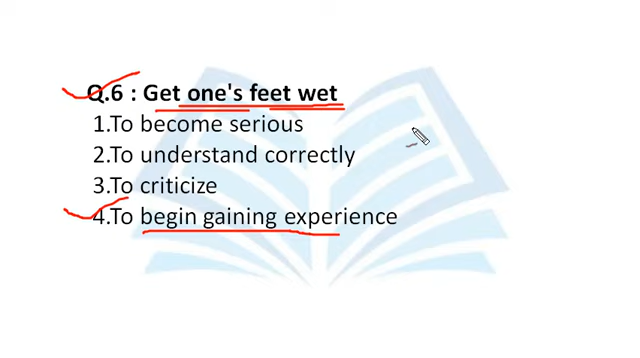 Q.6 : Get one's feet wet
1.To become serious
2.To understand correctly
3.To criticize
4.To begin gaining experience